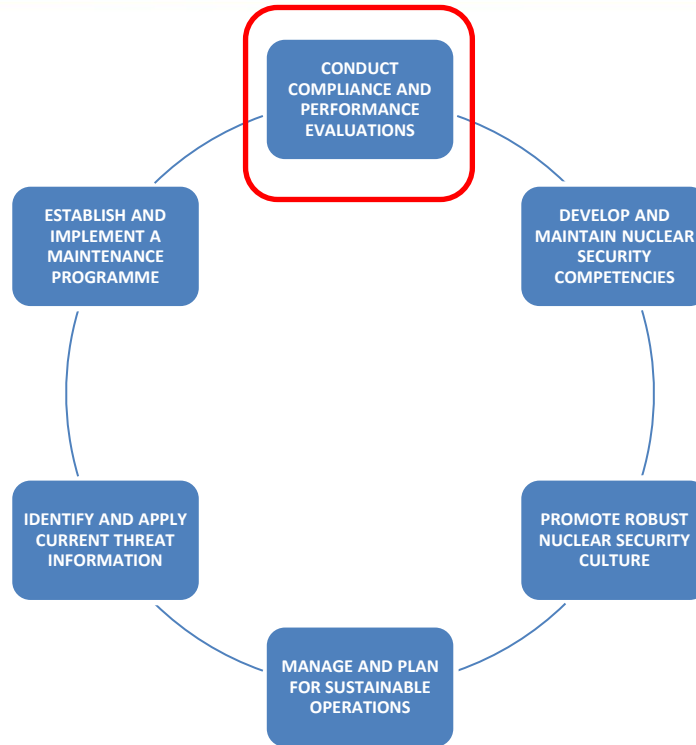 CONDUCT
COMPLIANCE AND
PERFORMANCE
EVALUATIONS
DEVELOP AND
MAINTAIN NUCLEAR
SECURITY
COMPETENCIES
PROMOTE ROBUST
NUCLEAR SECURITY
CULTURE
MANAGE AND PLAN
FOR SUSTAINABLE
OPERATIONS
IDENTIFY AND APPLY
CURRENT THREAT
INFORMATION
ESTABLISH AND
IMPLEMENT A
MAINTENANCE
PROGRAMME